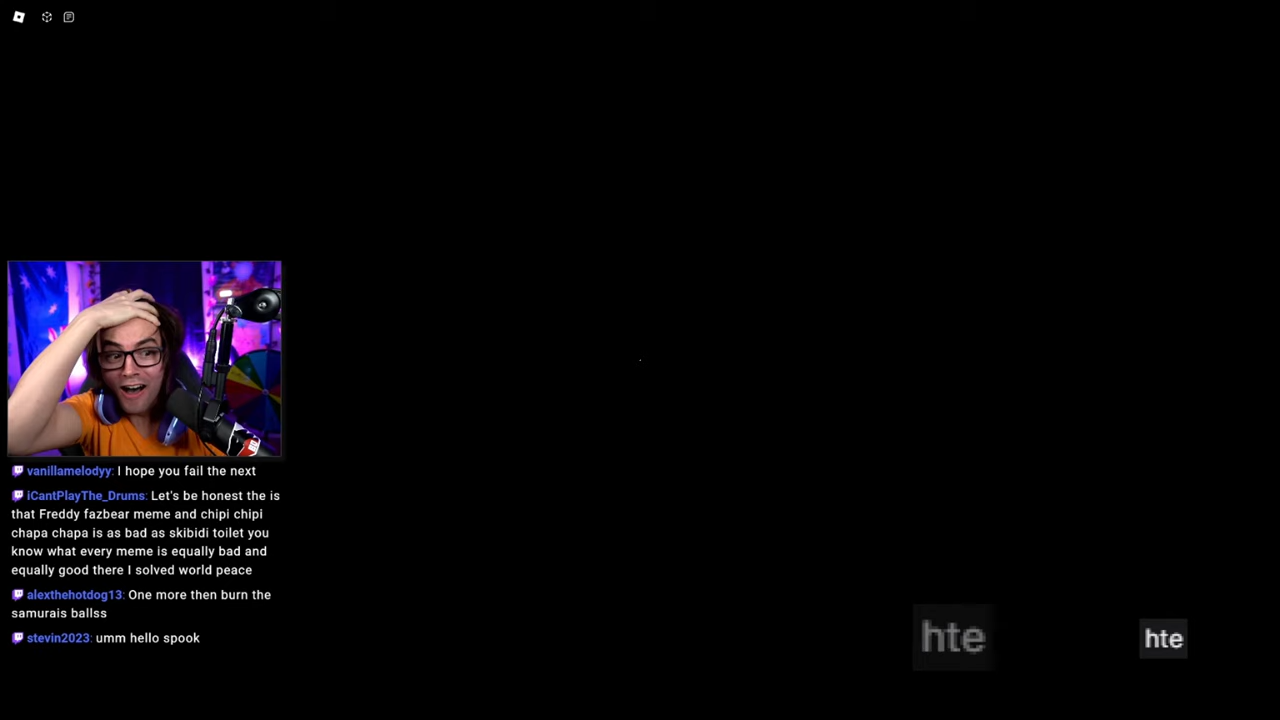 vanillamelodyy: I hope you fail the next
iCantPlayThe_Drums: Let's be honest the is
that Freddy fazbear meme and chipi chipi
chapa chapa is as bad as skibidi toilet you
know what every meme is equally bad and
equally good there I solved world peace
alexthehotdog13: One more then burn the
samurais ballss
stevin2023: umm hello spook
hte
hte